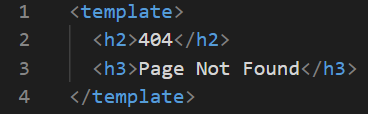 1 <template>
2   <h2>404</h2>
3   <h3>Page Not Found</h3>
4 </template>